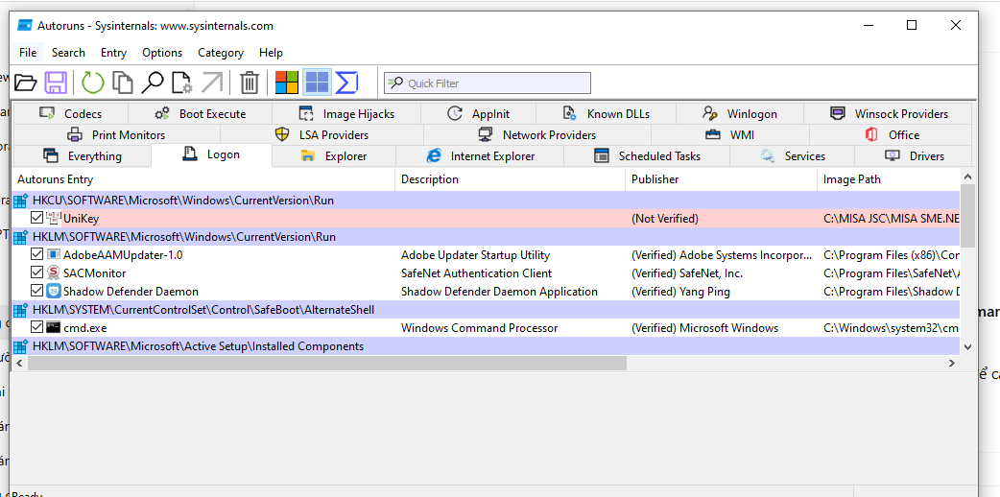 Autoruns - Sysinternals: www.sysinternals.com
File Search Entry Options Category Help
Quick Filter
Codecs Boot Execute Image Hijacks AppInit Known DLLs Winlogon Winsock Providers
Print Monitors LSA Providers Network Providers WMI Office
Everything Logon Explorer Internet Explorer Scheduled Tasks Services Drivers
Autoruns Entry Description Publisher Image Path
HKCU\SOFTWARE\Microsoft\Windows\CurrentVersion\Run
UniKey (Not Verified) C:\MISA JSC\MISA SME.NE
HKLM\SOFTWARE\Microsoft\Windows\CurrentVersion\Run
AdobeAAMUpdater-1.0 Adobe Updater Startup Utility (Verified) Adobe Systems Incorpor... C:\Program Files (x86)\Con
SACMonitor SafeNet Authentication Client (Verified) SafeNet, Inc. C:\Program Files\SafeNet\A
Shadow Defender Daemon Shadow Defender Daemon Application (Verified) Yang Ping C:\Program Files\Shadow D
HKLM\SYSTEM\CurrentControlSet\Control\SafeBoot\AlternateShell
cmd.exe Windows Command Processor (Verified) Microsoft Windows C:\Windows\system32\cm
HKLM\SOFTWARE\Microsoft\Active Setup\Installed Components
Ready